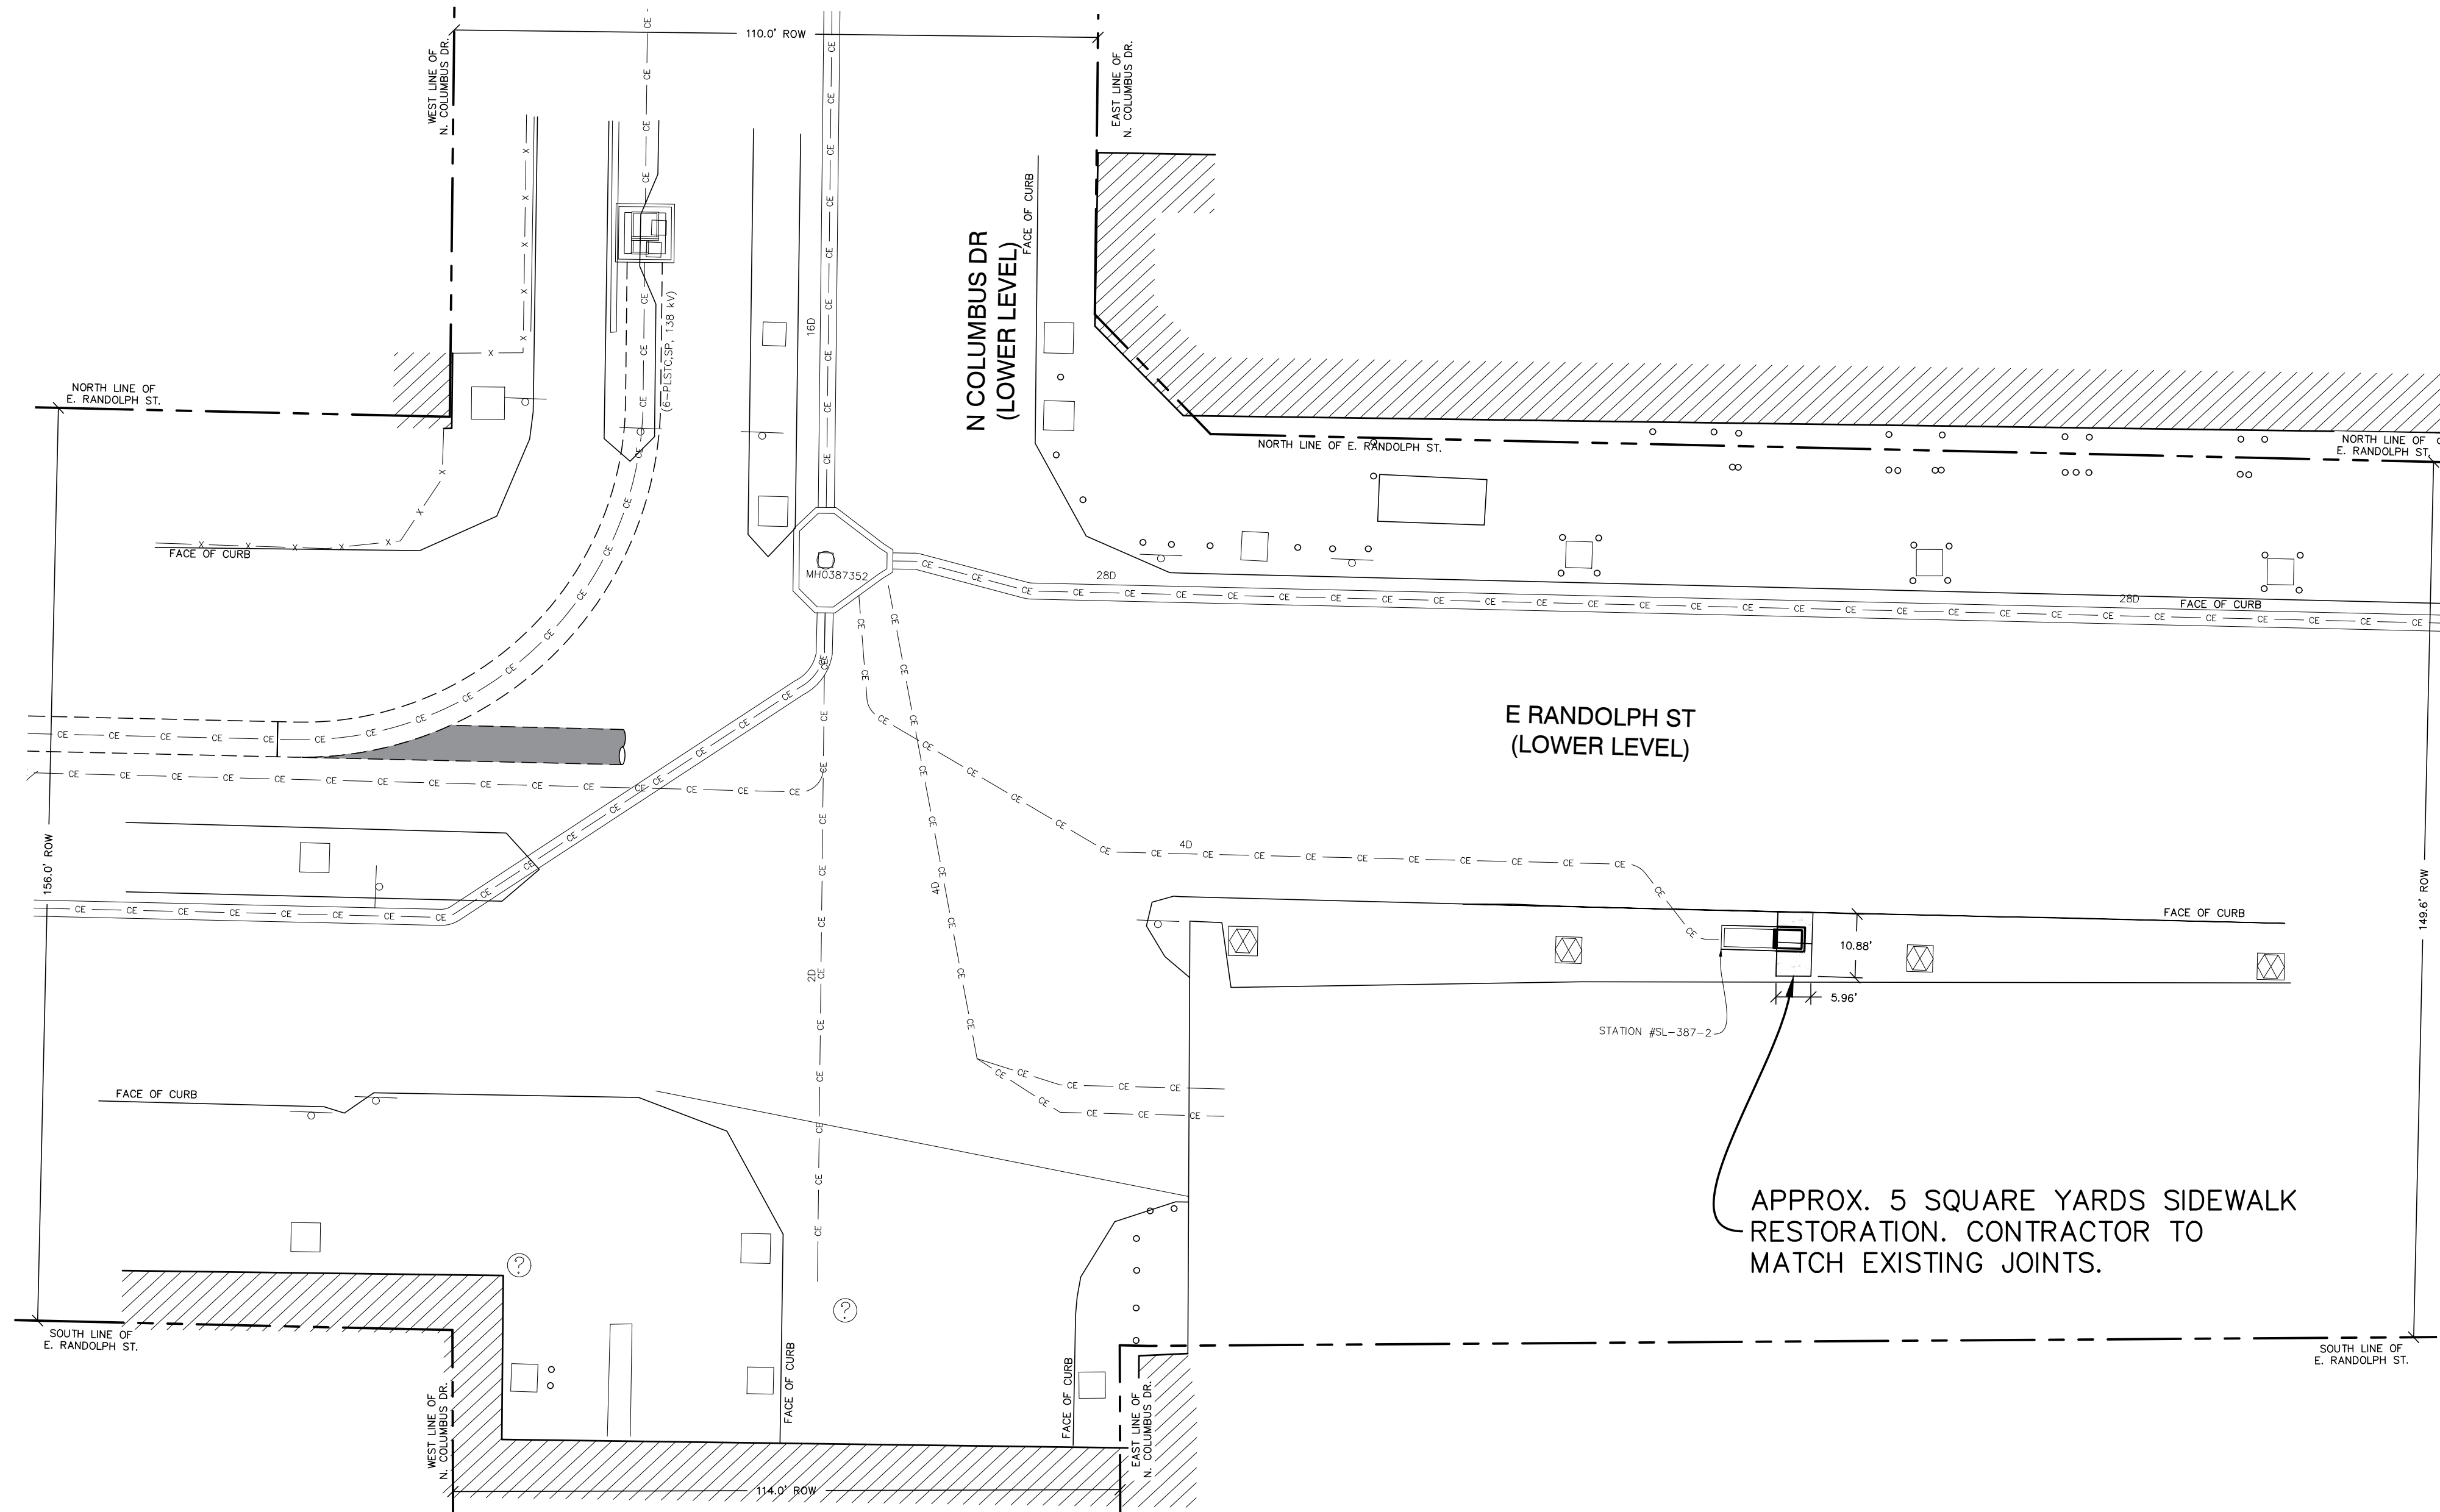 110.0' ROW
WEST LINE OF
N. COLUMBUS DR.
EAST LINE OF
N. COLUMBUS DR.
FACE OF CURB
N COLUMBUS DR
(LOWER LEVEL)
16D
(6-PLSTC,SP, 138 kV)
NORTH LINE OF
E. RANDOLPH ST.
NORTH LINE OF E. RANDOLPH ST.
NORTH LINE OF
E. RANDOLPH ST.
FACE OF CURB
MH0387352
28D
28D
FACE OF CURB
E RANDOLPH ST
(LOWER LEVEL)
156.0' ROW
149.6' ROW
4D
4D
2D
FACE OF CURB
10.88'
5.96'
STATION #SL-387-2
FACE OF CURB
APPROX. 5 SQUARE YARDS SIDEWALK
RESTORATION. CONTRACTOR TO
MATCH EXISTING JOINTS.
?
?
SOUTH LINE OF
E. RANDOLPH ST.
SOUTH LINE OF
E. RANDOLPH ST.
FACE OF CURB
FACE OF CURB
WEST LINE OF
N. COLUMBUS DR.
EAST LINE OF
N. COLUMBUS DR.
114.0' ROW
CE
X